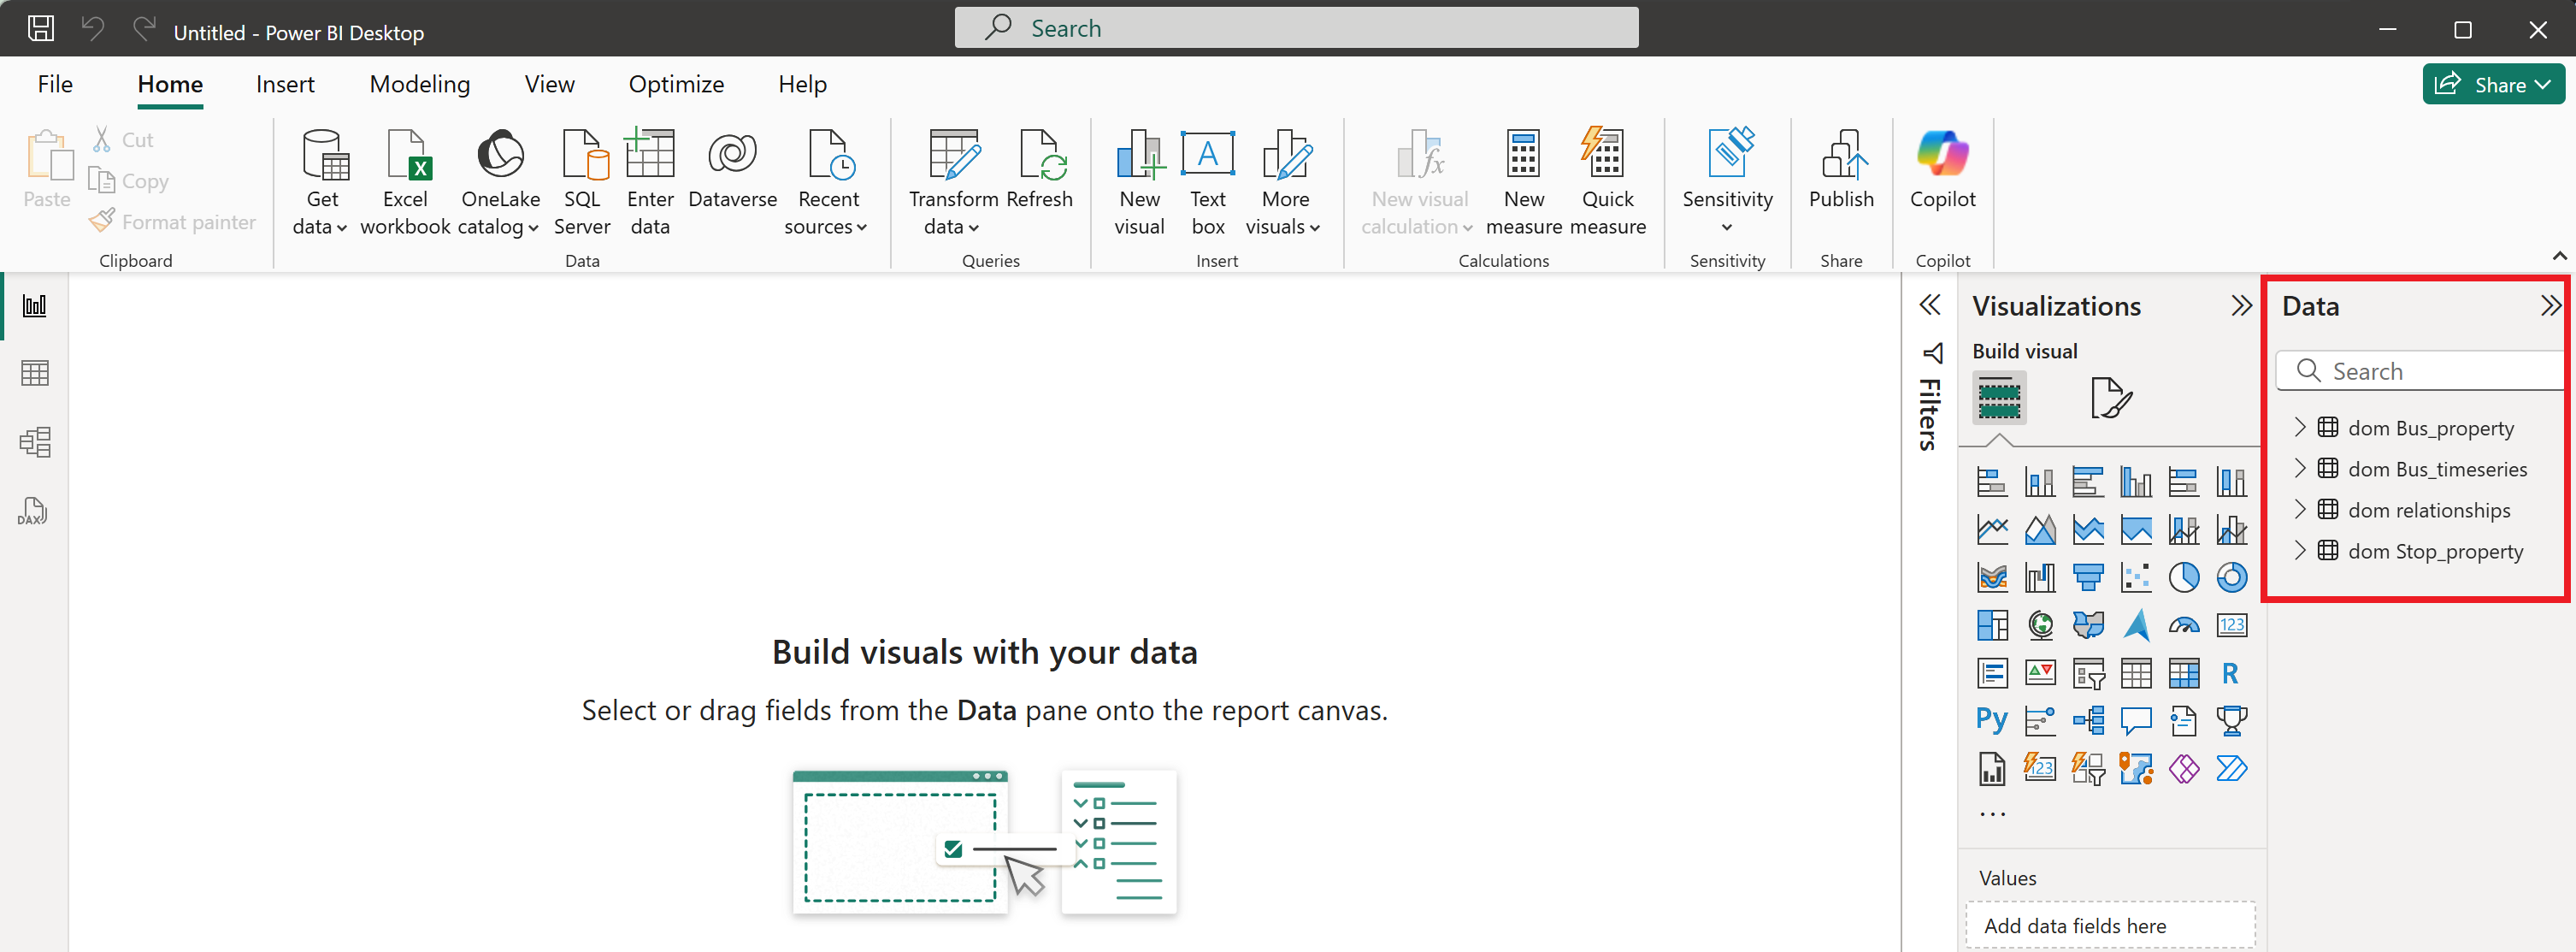 Untitled - Power BI Desktop
Search
File Home Insert Modeling View Optimize Help
Share
Paste
Cut
Copy
Format painter
Clipboard
Get data
Excel workbook
OneLake catalog
SQL Server
Enter data
Dataverse
Recent sources
Data
Transform data
Refresh
Queries
New visual
Text box
More visuals
Insert
New visual calculation
New measure
Quick measure
Calculations
Sensitivity
Sensitivity
Publish
Share
Copilot
Copilot
DAX
Build visuals with your data
Select or drag fields from the Data pane onto the report canvas.
Filters
Visualizations
Build visual
123
R
Py
123
...
Values
Add data fields here
Data
Search
dom Bus_property
dom Bus_timeseries
dom relationships
dom Stop_property